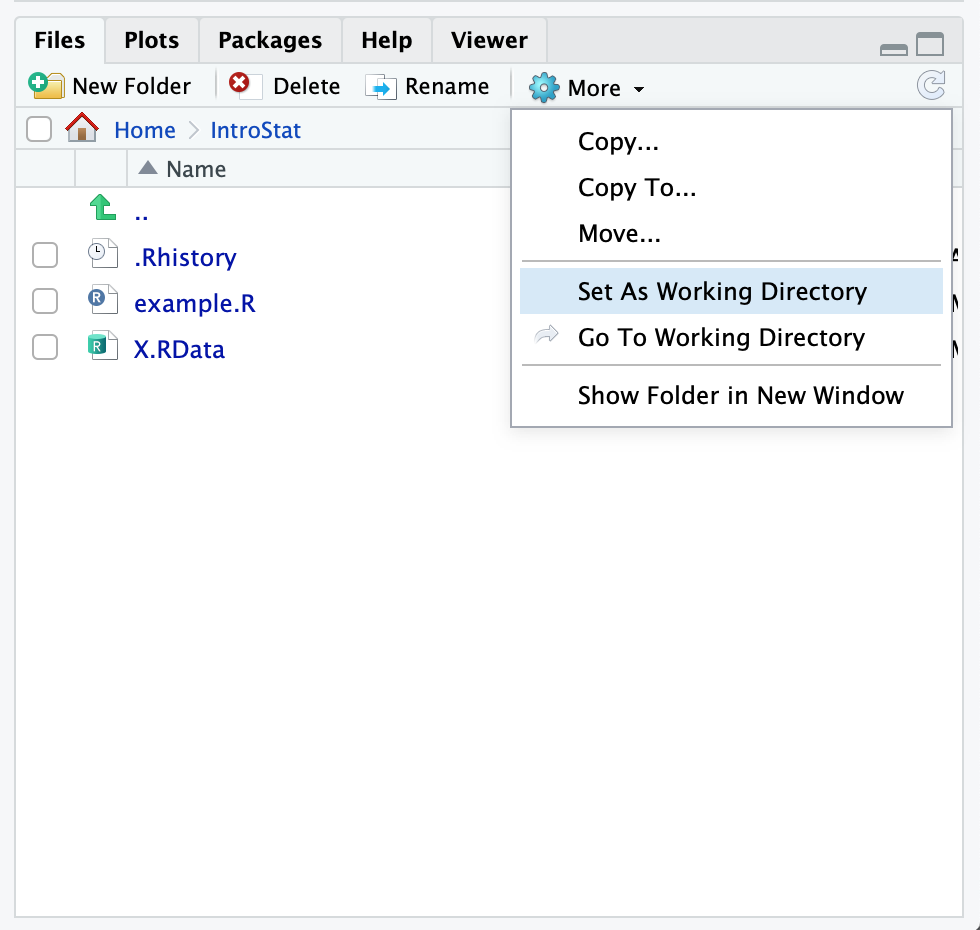 Files Plots Packages Help Viewer
New Folder Delete Rename More
Home IntroStat
Name
Copy...
Copy To...
Move...
Set As Working Directory
Go To Working Directory
Show Folder in New Window
..
.Rhistory
R example.R
R X.RData